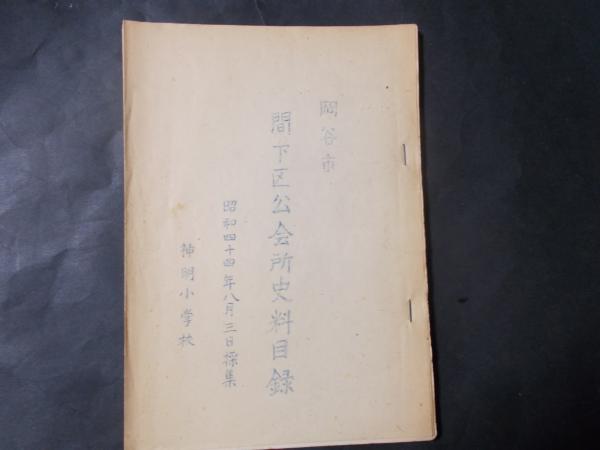 岡谷市
間下区公会所史料目録
昭和四十四年八月三日採集
神明小学校